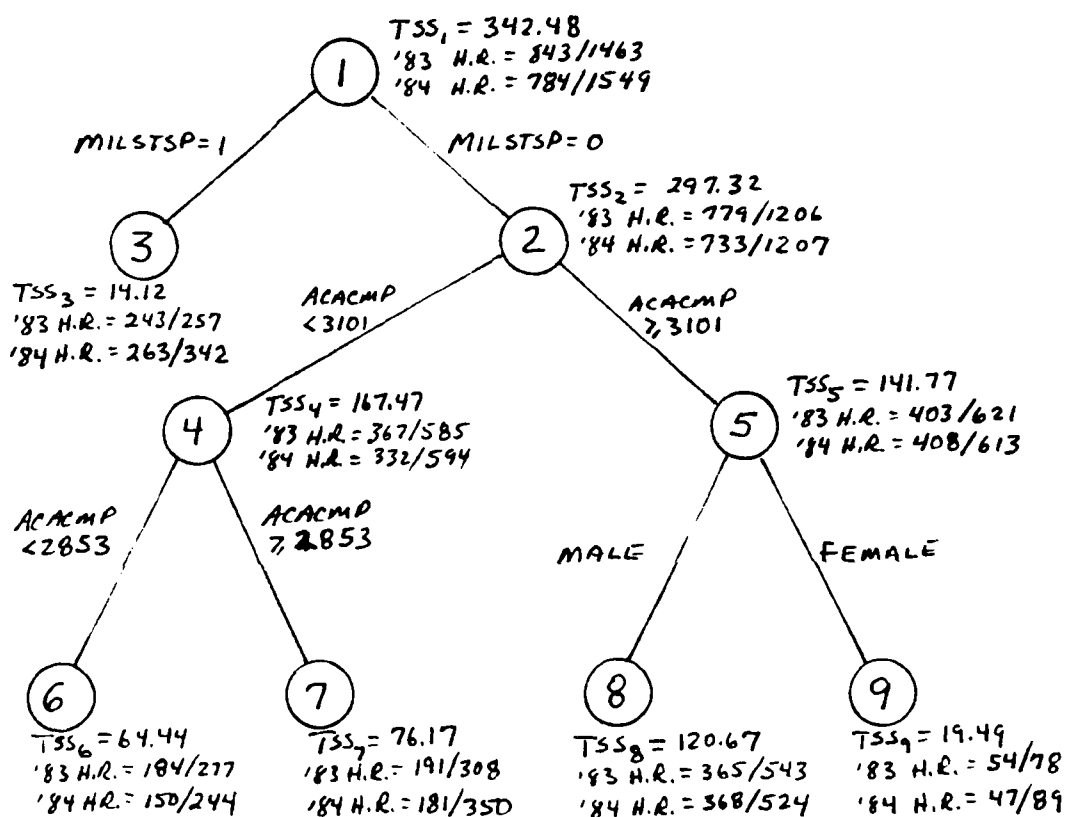 TSS₁ = 342.48
'83 H.R. = 843/1463
'84 H.R. = 784/1549
1
MILSTSP=1
MILSTSP=0
TSS₂ = 297.32
'83 H.R. = 779/1206
'84 H.R. = 733/1207
3
2
TSS₃ = 14.12
'83 H.R. = 243/257
'84 H.R. = 263/342
ACACMP
<3101
ACACMP
≥3101
4
TSS₄ = 167.47
'83 H.R. = 367/585
'84 H.R. = 332/594
5
TSS₅ = 141.77
'83 H.R. = 403/621
'84 H.R. = 408/613
ACACMP
<2853
ACACMP
≥2853
MALE
FEMALE
6
7
8
9
TSS₆ = 64.44
'83 H.R. = 184/277
'84 H.R. = 150/244
TSS₇ = 76.17
'83 H.R. = 191/308
'84 H.R. = 181/350
TSS₈ = 120.67
'83 H.R. = 365/543
'84 H.R. = 368/524
TSS₉ = 19.49
'83 H.R. = 54/78
'84 H.R. = 47/89